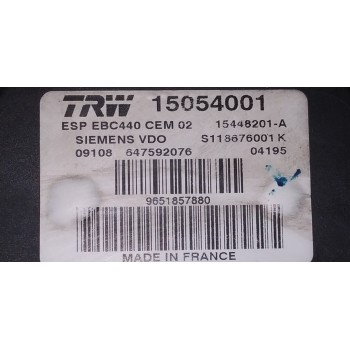 TRW 15054001
ESP EBC440 CEM 02 15448201-A
SIEMENS VDO S118676001 K
09108 647592076 04195
9651857880
MADE IN FRANCE